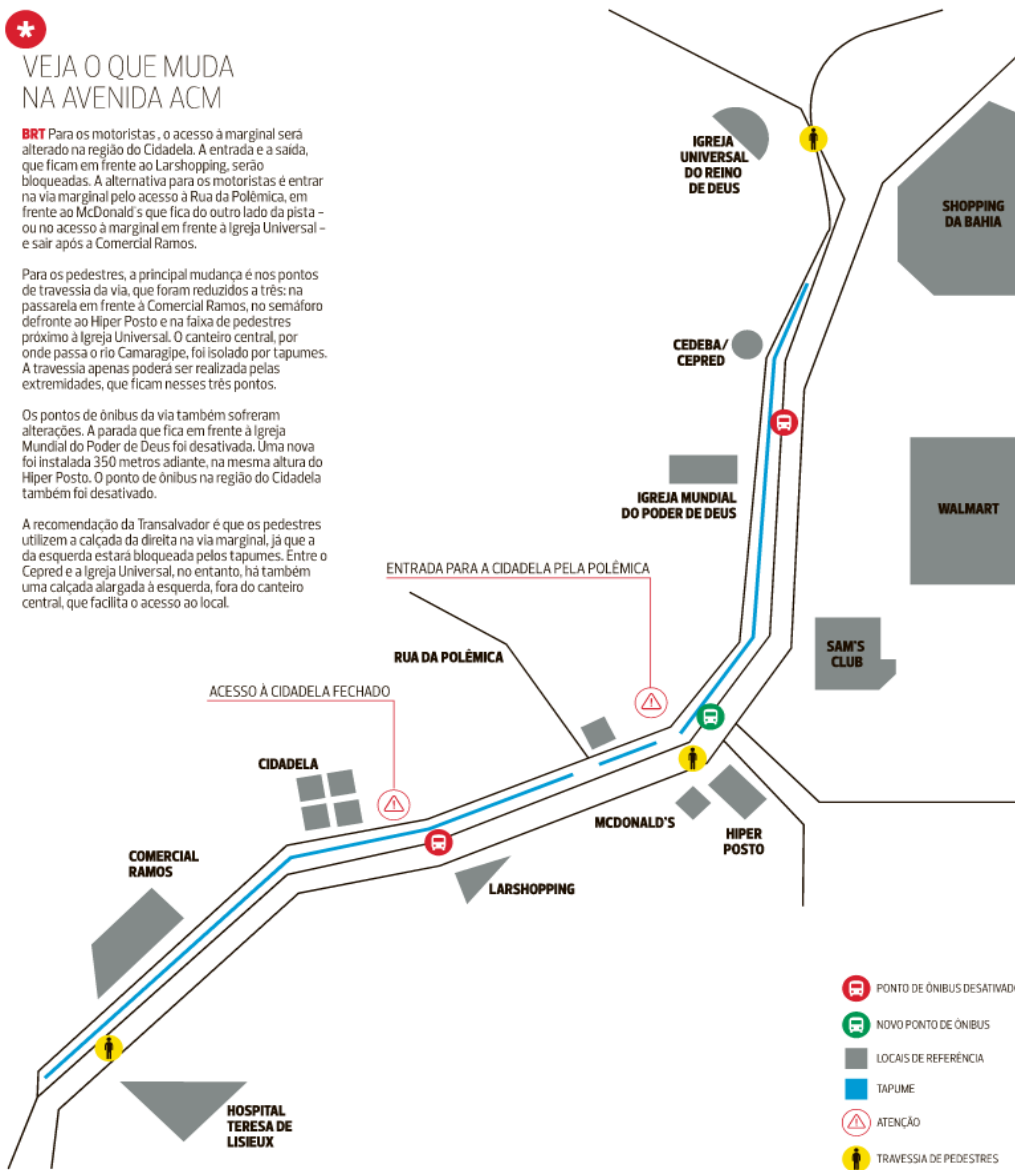 *
VEJA O QUE MUDA
NA AVENIDA ACM
BRT Para os motoristas , o acesso à marginal será
alterado na região do Cidadela. A entrada e a saída,
que ficam em frente ao Larshopping, serão
bloqueadas. A alternativa para os motoristas é entrar
na via marginal pelo acesso à Rua da Polêmica, em
frente ao McDonald's que fica do outro lado da pista –
ou no acesso à marginal em frente à Igreja Universal –
e sair após a Comercial Ramos.
Para os pedestres, a principal mudança é nos pontos
de travessia da via, que foram reduzidos a três: na
passarela em frente à Comercial Ramos, no semáforo
defronte ao Hiper Posto e na faixa de pedestres
próximo à Igreja Universal. O canteiro central, por
onde passa o rio Camaragipe, foi isolado por tapumes.
A travessia apenas poderá ser realizada pelas
extremidades, que ficam nesses três pontos.
Os pontos de ônibus da via também sofreram
alterações. A parada que fica em frente à Igreja
Mundial do Poder de Deus foi desativada. Uma nova
foi instalada 350 metros adiante, na mesma altura do
Hiper Posto. O ponto de ônibus na região do Cidadela
também foi desativado.
A recomendação da Transalvador é que os pedestres
utilizem a calçada da direita na via marginal, já que a
da esquerda estará bloqueada pelos tapumes. Entre o
Cepred e a Igreja Universal, no entanto, há também
uma calçada alargada à esquerda, fora do canteiro
central, que facilita o acesso ao local.
IGREJA
UNIVERSAL
DO REINO
DE DEUS
SHOPPING
DA BAHIA
CEDEBA/
CEPRED
IGREJA MUNDIAL
DO PODER DE DEUS
WALMART
ENTRADA PARA A CIDADELA PELA POLÊMICA
SAM'S
CLUB
RUA DA POLÊMICA
ACESSO À CIDADELA FECHADO
CIDADELA
MCDONALD'S
HIPER
POSTO
COMERCIAL
RAMOS
LARSHOPPING
HOSPITAL
TERESA DE
LISIEUX
PONTO DE ÔNIBUS DESATIVADO
NOVO PONTO DE ÔNIBUS
LOCAIS DE REFERÊNCIA
TAPUME
ATENÇÃO
TRAVESSIA DE PEDESTRES